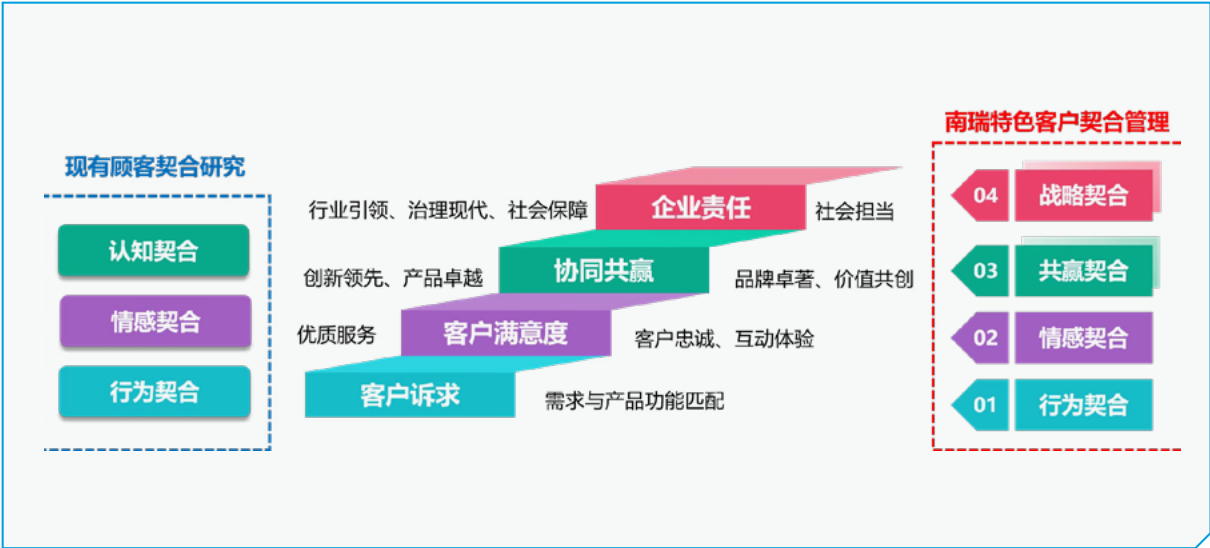 现有顾客契合研究
认知契合
情感契合
行为契合
行业引领、治理现代、社会保障
企业责任
社会担当
创新领先、产品卓越
协同共赢
品牌卓著、价值共创
优质服务
客户满意度
客户忠诚、互动体验
客户诉求
需求与产品功能匹配
南瑞特色客户契合管理
04 战略契合
03 共赢契合
02 情感契合
01 行为契合